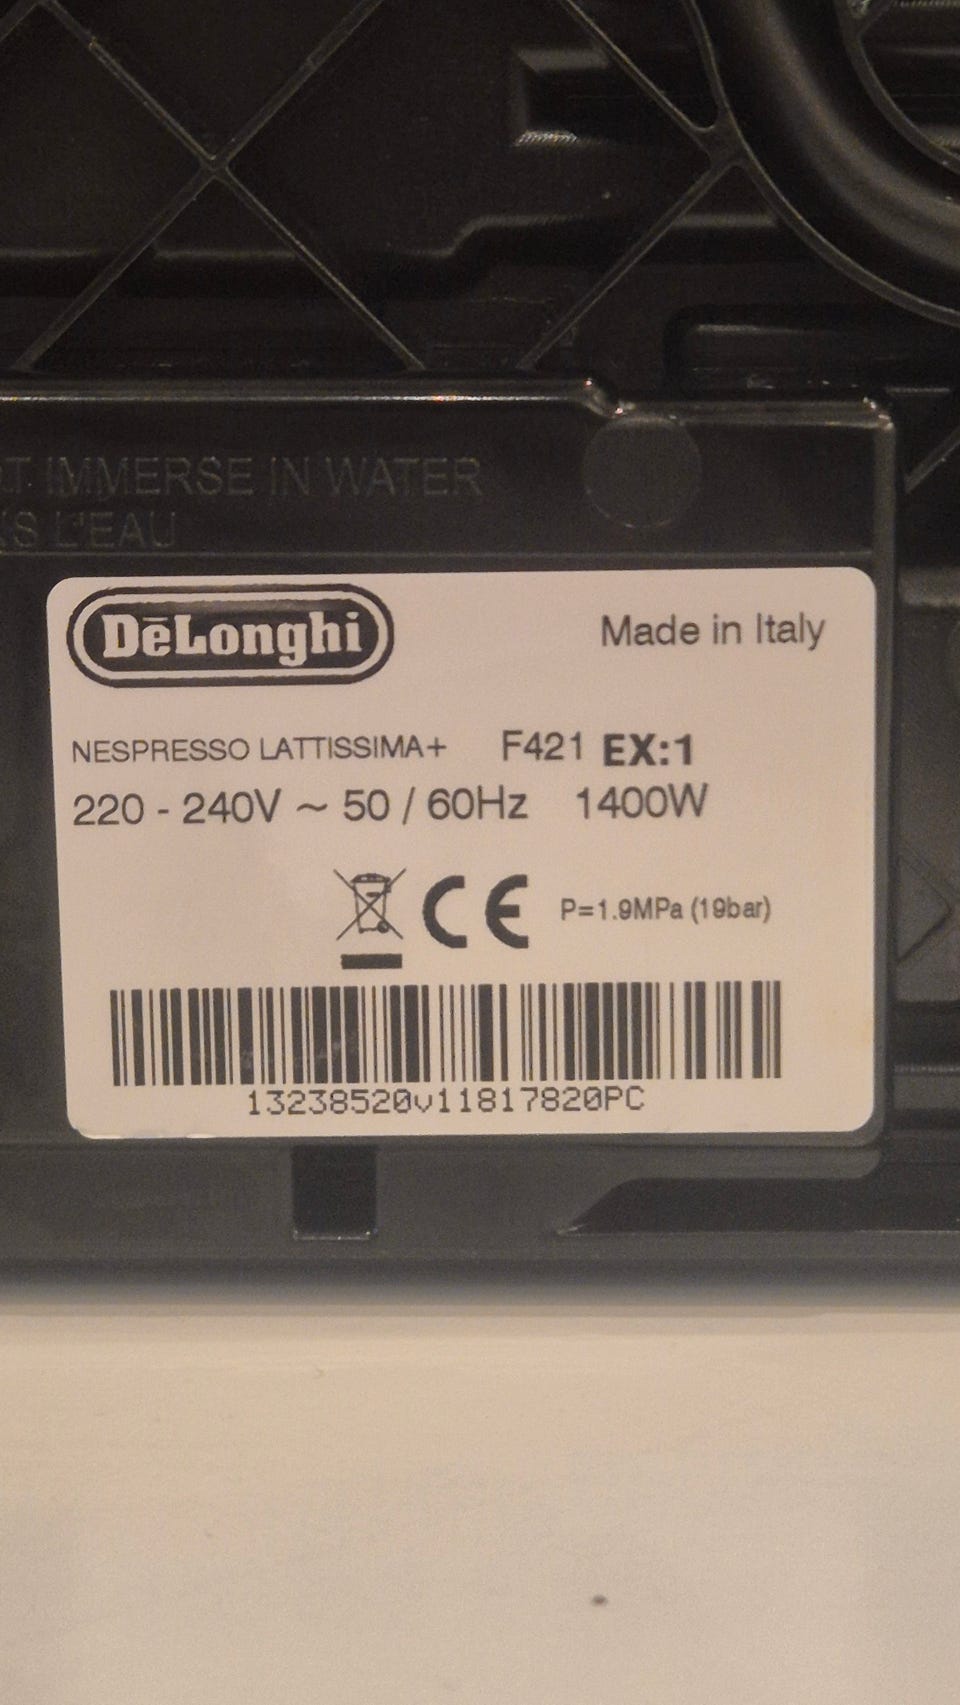 IMMERSE IN WATER
L'EAU
DēLonghi
Made in Italy
NESPRESSO LATTISSIMA+ F421 EX:1
220 - 240V ~ 50 / 60Hz 1400W
CE P=1.9MPa (19bar)
13238520v11817820PC